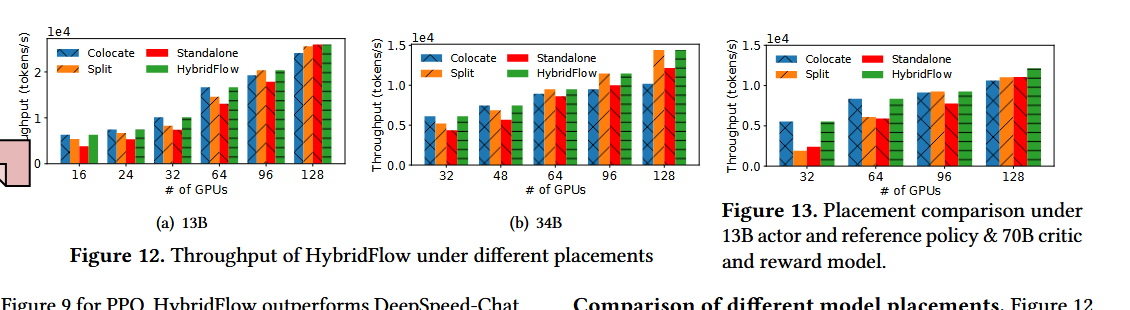 1e4
Throughput (tokens/s)
Colocate
Split
Standalone
HybridFlow
2
1
0
16 24 32 64 96 128
# of GPUs
(a) 13B
1.5 1e4
Throughput (tokens/s)
Colocate
Split
Standalone
HybridFlow
1.0
0.5
0.0
32 48 64 96 128
# of GPUs
(b) 34B
Figure 12. Throughput of HybridFlow under different placements
1.5 1e4
Throughput (tokens/s)
Colocate
Split
Standalone
HybridFlow
1.0
0.5
0.0
32 64 96 128
# of GPUs
Figure 13. Placement comparison under
13B actor and reference policy & 70B critic
and reward model.
Figure 9 for PPO. HybridFlow outperforms DeepSpeed-Chat
Comparison of different model placements. Figure 12